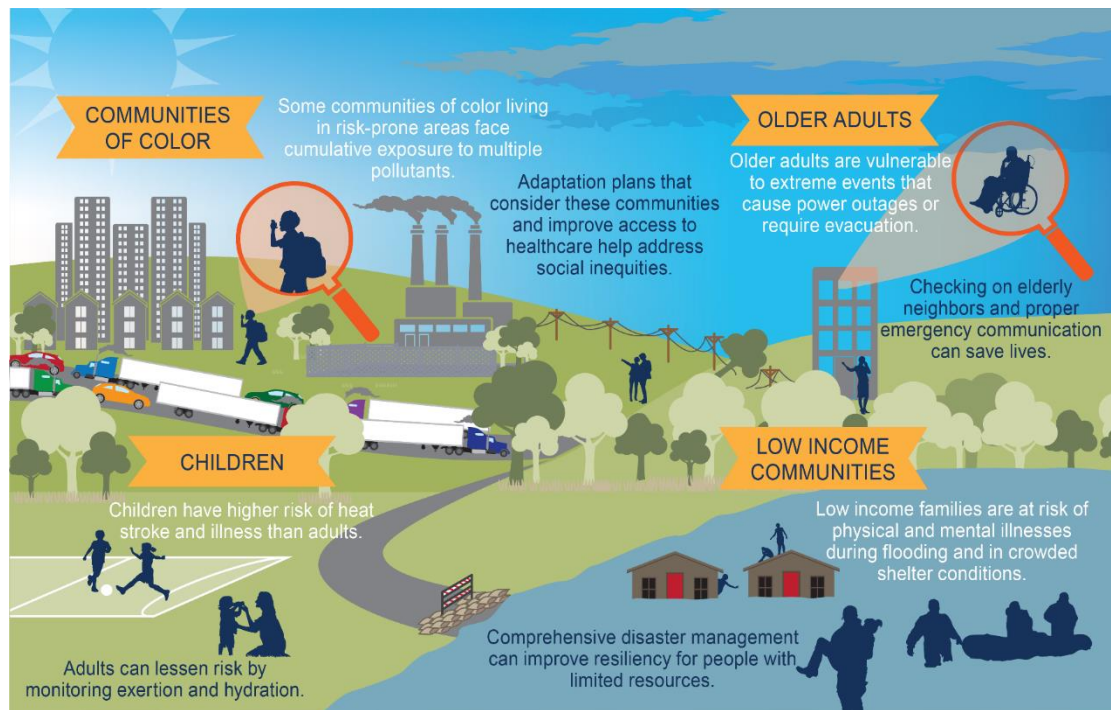 COMMUNITIES
OF COLOR
Some communities of color living
in risk-prone areas face
cumulative exposure to multiple
pollutants.
Adaptation plans that
consider these communities
and improve access to
healthcare help address
social inequities.
OLDER ADULTS
Older adults are vulnerable
to extreme events that
cause power outages or
require evacuation.
Checking on elderly
neighbors and proper
emergency communication
can save lives.
CHILDREN
Children have higher risk of heat
stroke and illness than adults.
Adults can lessen risk by
monitoring exertion and hydration.
LOW INCOME
COMMUNITIES
Low income families are at risk of
physical and mental illnesses
during flooding and in crowded
shelter conditions.
Comprehensive disaster management
can improve resiliency for people with
limited resources.